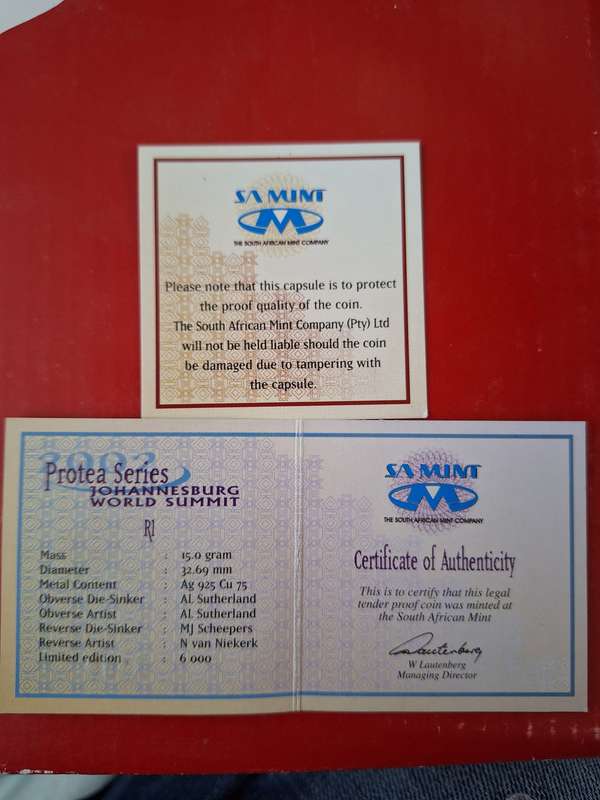 SA MINT
THE SOUTH AFRICAN MINT COMPANY
Please note that this capsule is to protect
the proof quality of the coin.
The South African Mint Company (Pty) Ltd
will not be held liable should the coin
be damaged due to tampering with
the capsule.
2002
Protea Series
JOHANNESBURG
WORLD SUMMIT
R1
Mass : 15.0 gram
Diameter : 32.69 mm
Metal Content : Ag 925 Cu 75
Obverse Die-Sinker : AL Sutherland
Obverse Artist : AL Sutherland
Reverse Die-Sinker : MJ Scheepers
Reverse Artist : N van Niekerk
Limited edition : 6 000
SA MINT
THE SOUTH AFRICAN MINT COMPANY
Certificate of Authenticity
This is to certify that this legal
tender proof coin was minted at
the South African Mint
W Lautenberg
Managing Director